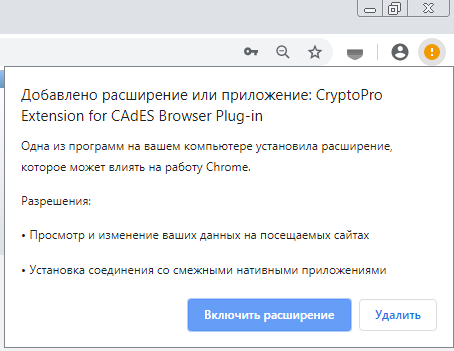 Добавлено расширение или приложение: CryptoPro
Extension for CAdES Browser Plug-in
Одна из программ на вашем компьютере установила расширение,
которое может влиять на работу Chrome.
Разрешения:
• Просмотр и изменение ваших данных на посещаемых сайтах
• Установка соединения со смежными нативными приложениями
Включить расширение
Удалить